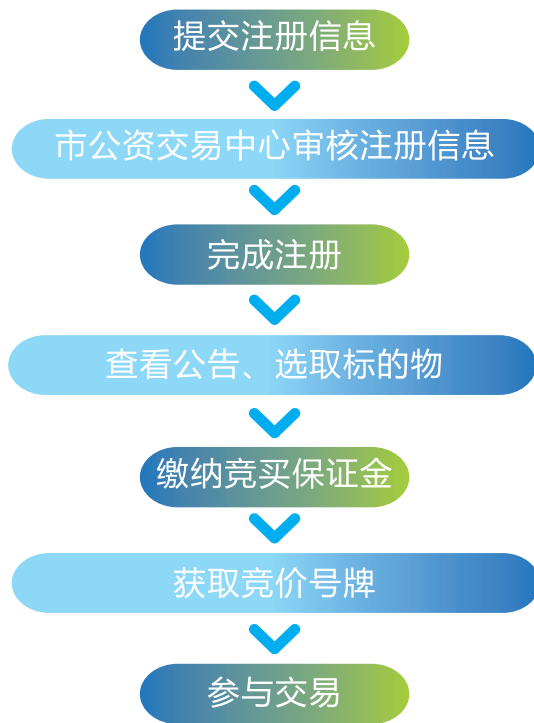 提交注册信息
市公资交易中心审核注册信息
完成注册
查看公告、选取标的物
缴纳竞买保证金
获取竞价号牌
参与交易